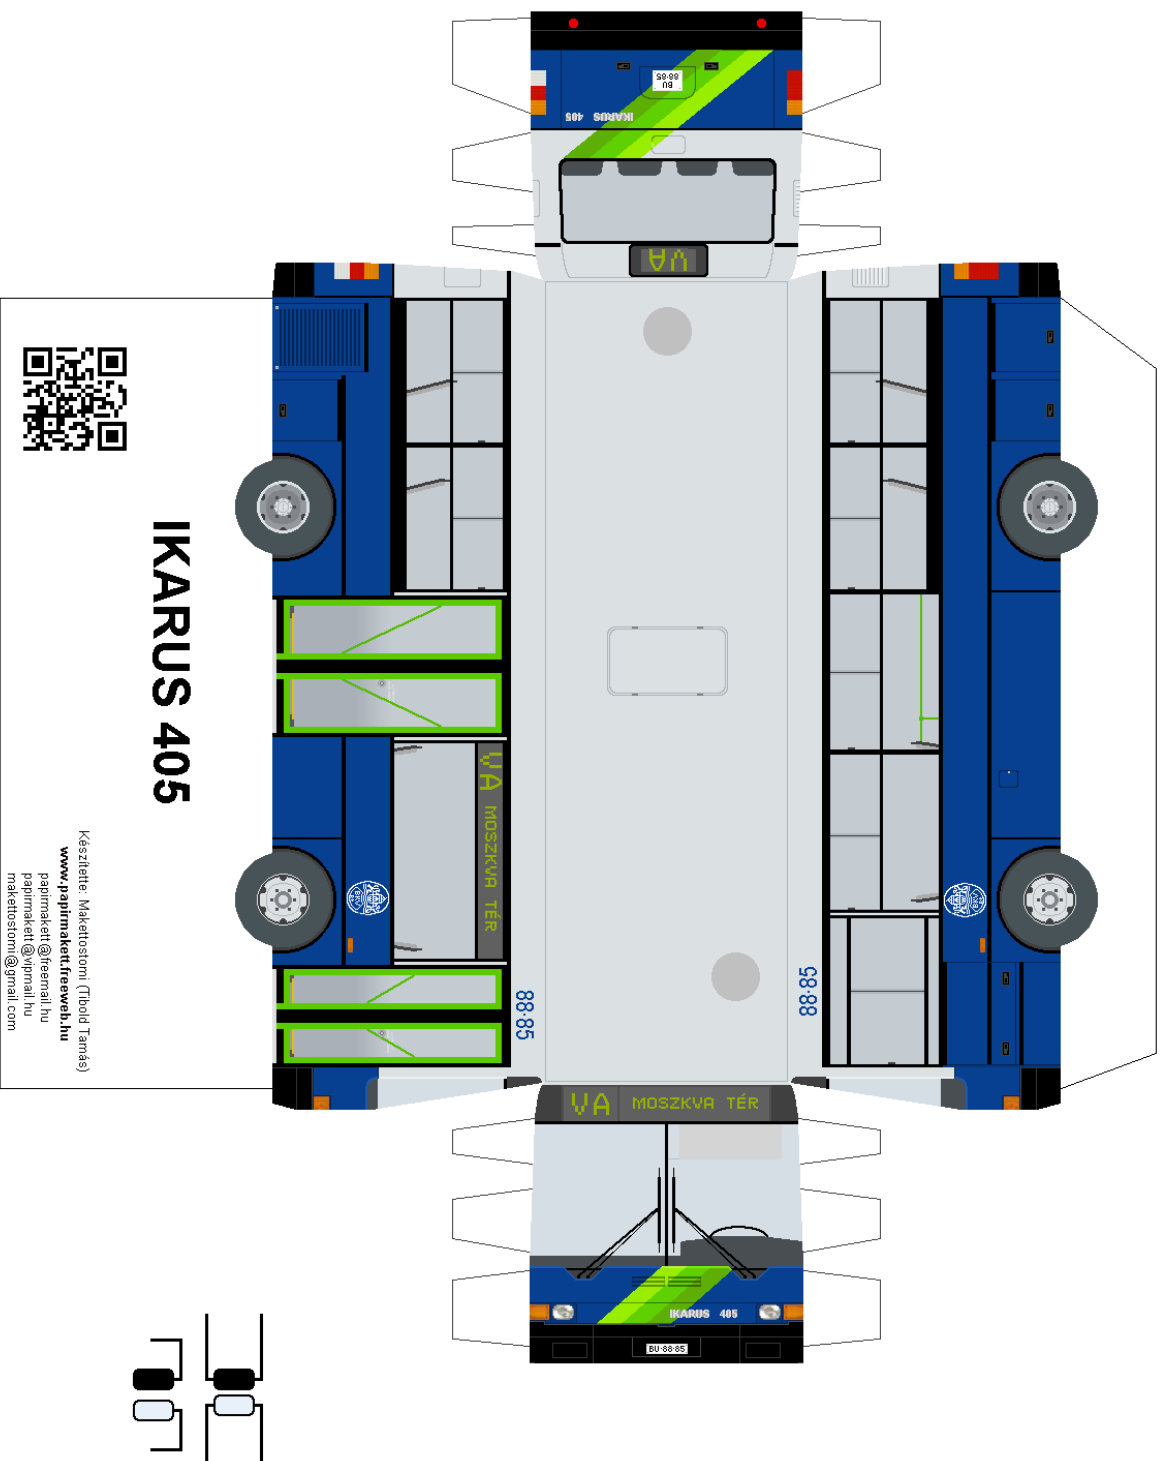 BU
88-85
IKARUS 405
VA
IKARUS 405
Készítette: Makettostomi (Tibold Tamás)
www.papirmakett.freeweb.hu
papirmakett@freemail.hu
papirmakett@vipmail.hu
makettostomi@gmail.com
VA MOSZKVA TÉR
BKV
88-85
88-85
BKV
VA MOSZKVA TÉR
IKARUS 405
BU-88-85